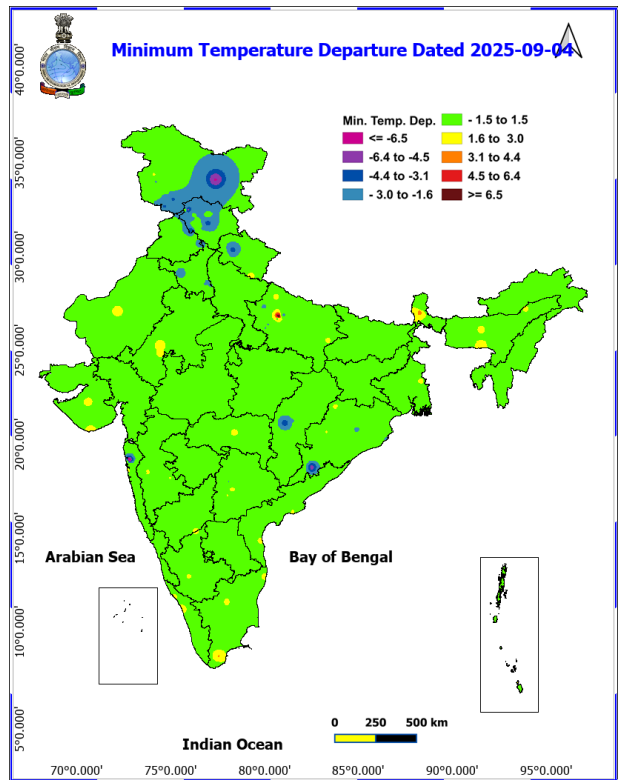 Minimum Temperature Departure Dated 2025-09-04
Min. Temp. Dep.
<= -6.5
-6.4 to -4.5
-4.4 to -3.1
- 3.0 to -1.6
- 1.5 to 1.5
1.6 to 3.0
3.1 to 4.4
4.5 to 6.4
>= 6.5
40°0.000'
35°0.000'
30°0.000'
25°0.000'
20°0.000'
15°0.000'
10°0.000'
5°0.000'
Arabian Sea
Bay of Bengal
Indian Ocean
0 250 500 km
70°0.000' 75°0.000' 80°0.000' 85°0.000' 90°0.000' 95°0.000'